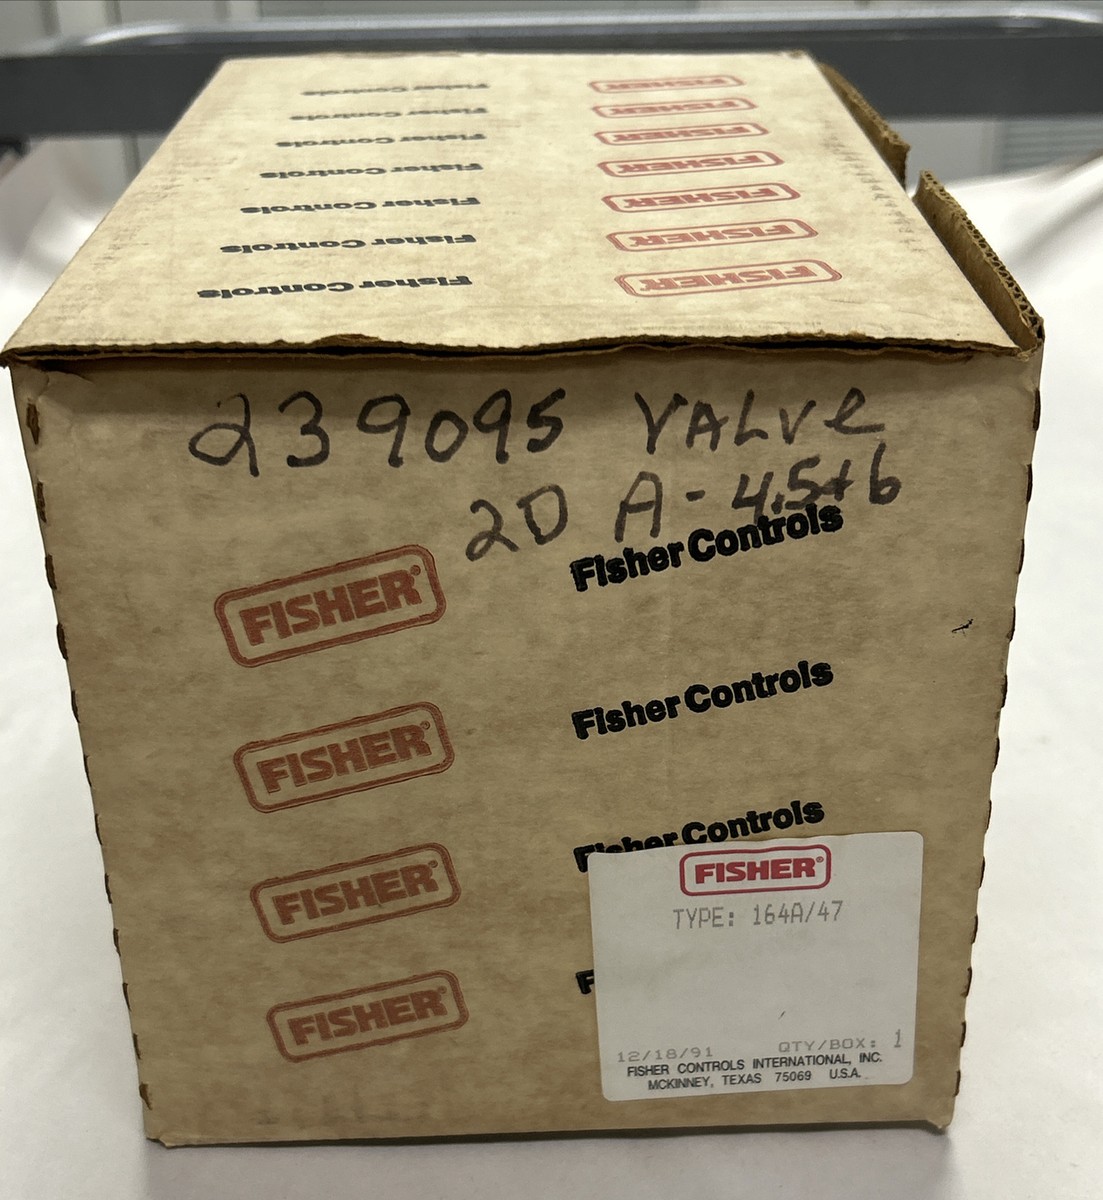 Fisher Controls FISHER
Fisher Controls FISHER
Fisher Controls FISHER
Fisher Controls FISHER
Fisher Controls FISHER
Fisher Controls FISHER
Fisher Controls FISHER
239095 VALVe
20 A-4,5+6
FISHER® Fisher Controls
FISHER® Fisher Controls
FISHER® Fisher Controls
FISHER® F
FISHER®
TYPE: 164A/47
12/18/91 QTY/BOX: 1
FISHER CONTROLS INTERNATIONAL, INC.
MCKINNEY, TEXAS 75069 U.S.A.